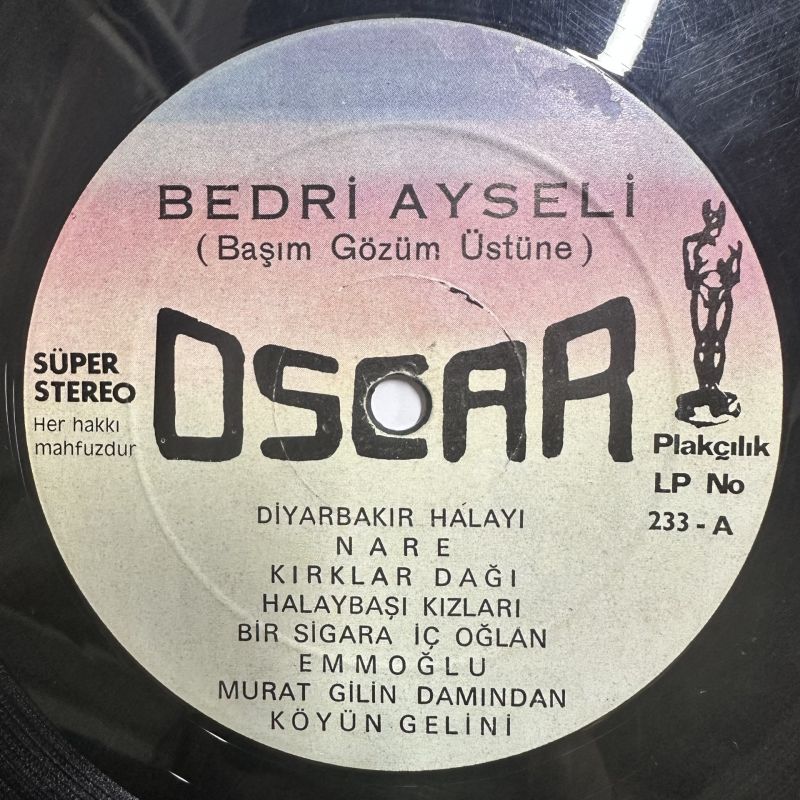 BEDRİ AYSELİ
(Başım Gözüm Üstüne)
OSCAR
SÜPER
STEREO
Her hakkı
mahfuzdur
Plakçılık
LP No
233 - A
DİYARBAKIR HALAYI
NARE
KIRKLAR DAĞI
HALAYBAŞI KIZLARI
BİR SİGARA İÇ OĞLAN
EMMOĞLU
MURAT GİLİN DAMINDAN
KÖYÜN GELİNİ